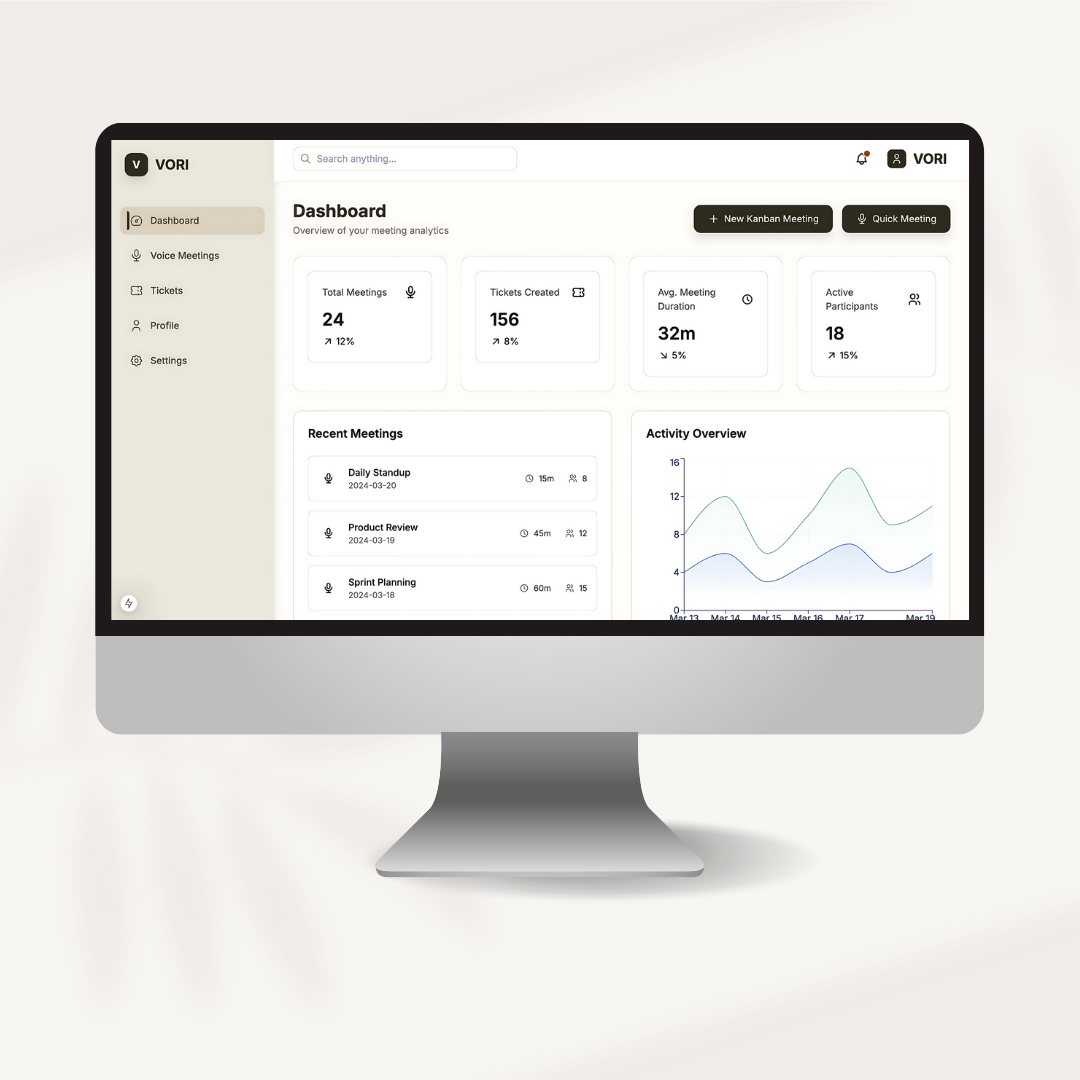 V VORI
Search anything...
VORI
Dashboard
Voice Meetings
Tickets
Profile
Settings
Dashboard
Overview of your meeting analytics
New Kanban Meeting
Quick Meeting
Total Meetings
24
12%
Tickets Created
156
8%
Avg. Meeting
Duration
32m
5%
Active
Participants
18
15%
Recent Meetings
Daily Standup
2024-03-20
15m 8
Product Review
2024-03-19
45m 12
Sprint Planning
2024-03-18
60m 15
Activity Overview
16
12
8
4
0
Mar 13 Mar 14 Mar 15 Mar 16 Mar 17 Mar 19